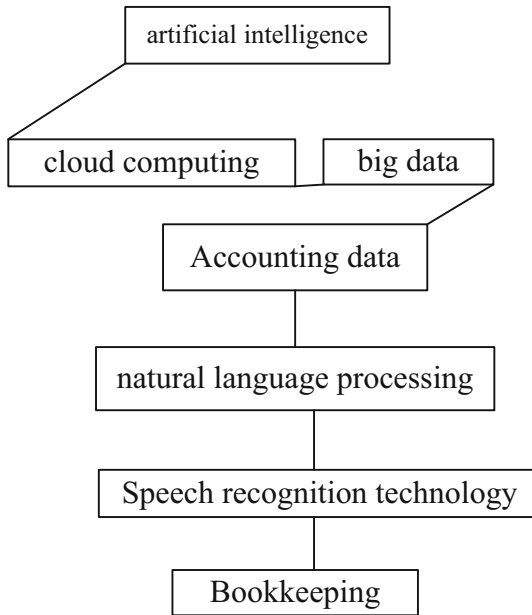 artificial intelligence
cloud computing
big data
Accounting data
natural language processing
Speech recognition technology
Bookkeeping